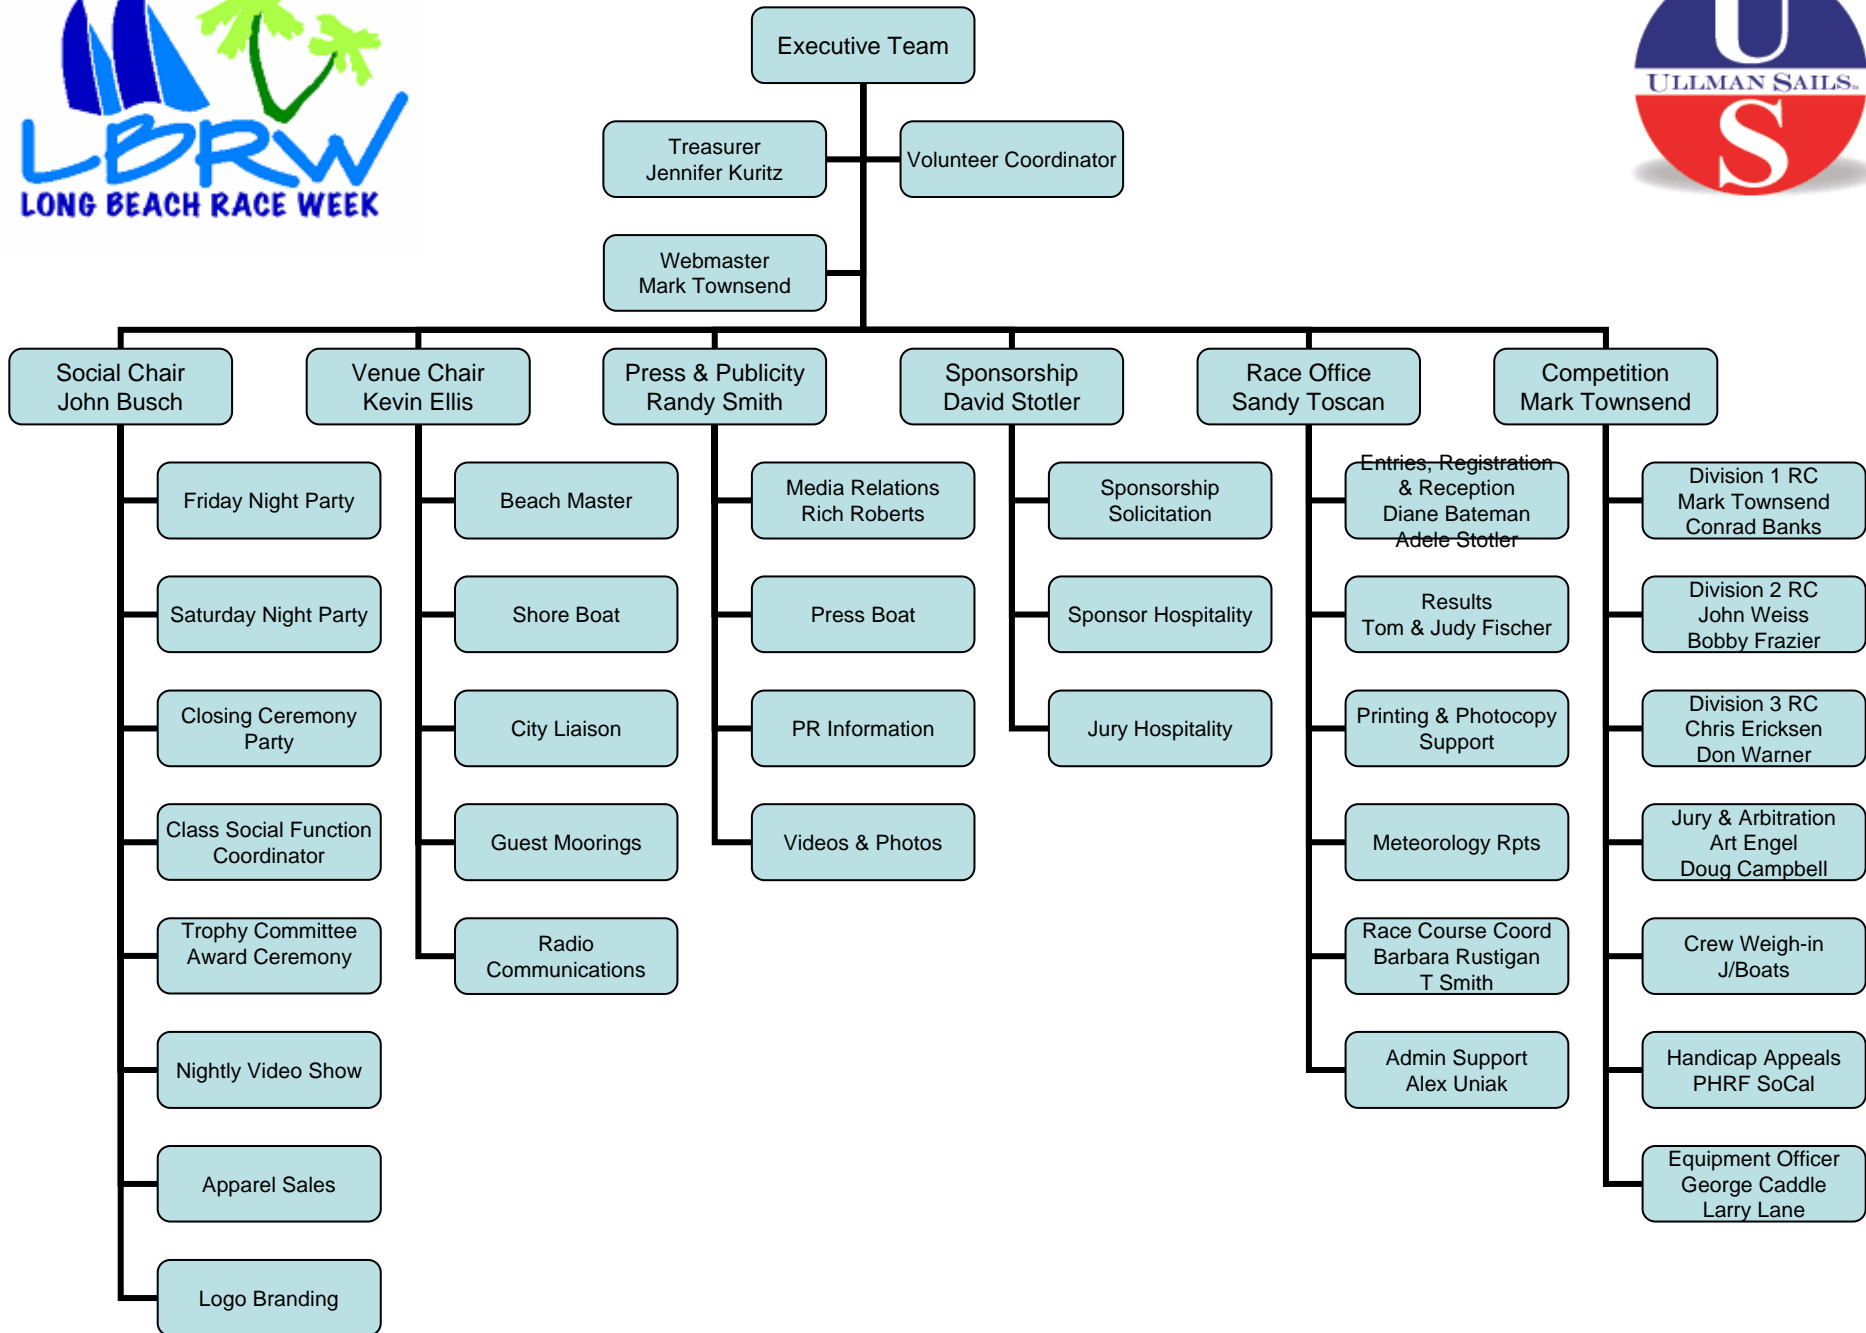 LBRW
LONG BEACH RACE WEEK
U
ULLMAN SAILS
S
Executive Team
Treasurer
Jennifer Kuritz
Volunteer Coordinator
Webmaster
Mark Townsend
Social Chair
John Busch
Venue Chair
Kevin Ellis
Press & Publicity
Randy Smith
Sponsorship
David Stotler
Race Office
Sandy Toscan
Competition
Mark Townsend
Friday Night Party
Saturday Night Party
Closing Ceremony
Party
Class Social Function
Coordinator
Trophy Committee
Award Ceremony
Nightly Video Show
Apparel Sales
Logo Branding
Beach Master
Shore Boat
City Liaison
Guest Moorings
Radio
Communications
Media Relations
Rich Roberts
Press Boat
PR Information
Videos & Photos
Sponsorship
Solicitation
Sponsor Hospitality
Jury Hospitality
Entries, Registration
& Reception
Diane Bateman
Adele Stotler
Results
Tom & Judy Fischer
Printing & Photocopy
Support
Meteorology Rpts
Race Course Coord
Barbara Rustigan
T Smith
Admin Support
Alex Uniak
Division 1 RC
Mark Townsend
Conrad Banks
Division 2 RC
John Weiss
Bobby Frazier
Division 3 RC
Chris Ericksen
Don Warner
Jury & Arbitration
Art Engel
Doug Campbell
Crew Weigh-in
J/Boats
Handicap Appeals
PHRF SoCal
Equipment Officer
George Caddle
Larry Lane